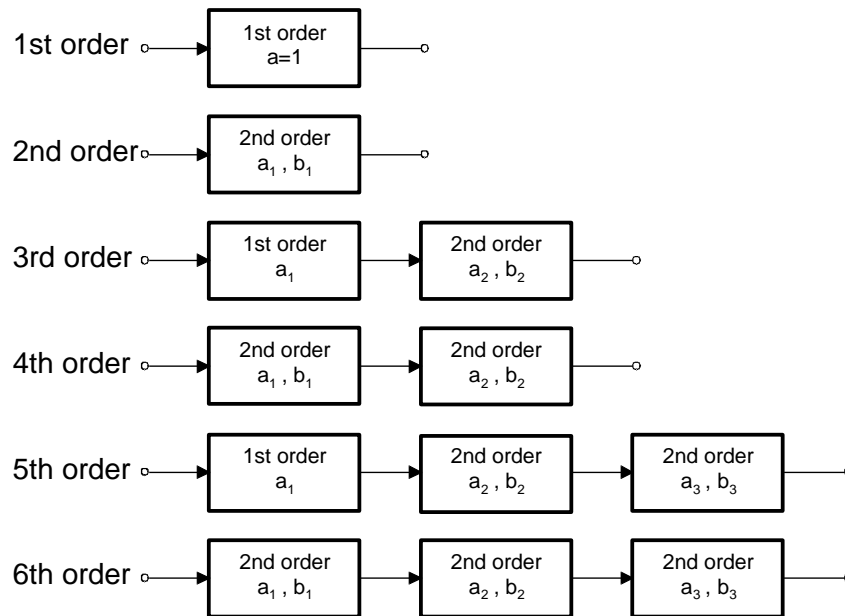 1st order
1st order
a=1
2nd order
2nd order
a₁ , b₁
3rd order
1st order
a₁
2nd order
a₂ , b₂
4th order
2nd order
a₁ , b₁
2nd order
a₂ , b₂
5th order
1st order
a₁
2nd order
a₂ , b₂
2nd order
a₃ , b₃
6th order
2nd order
a₁ , b₁
2nd order
a₂ , b₂
2nd order
a₃ , b₃